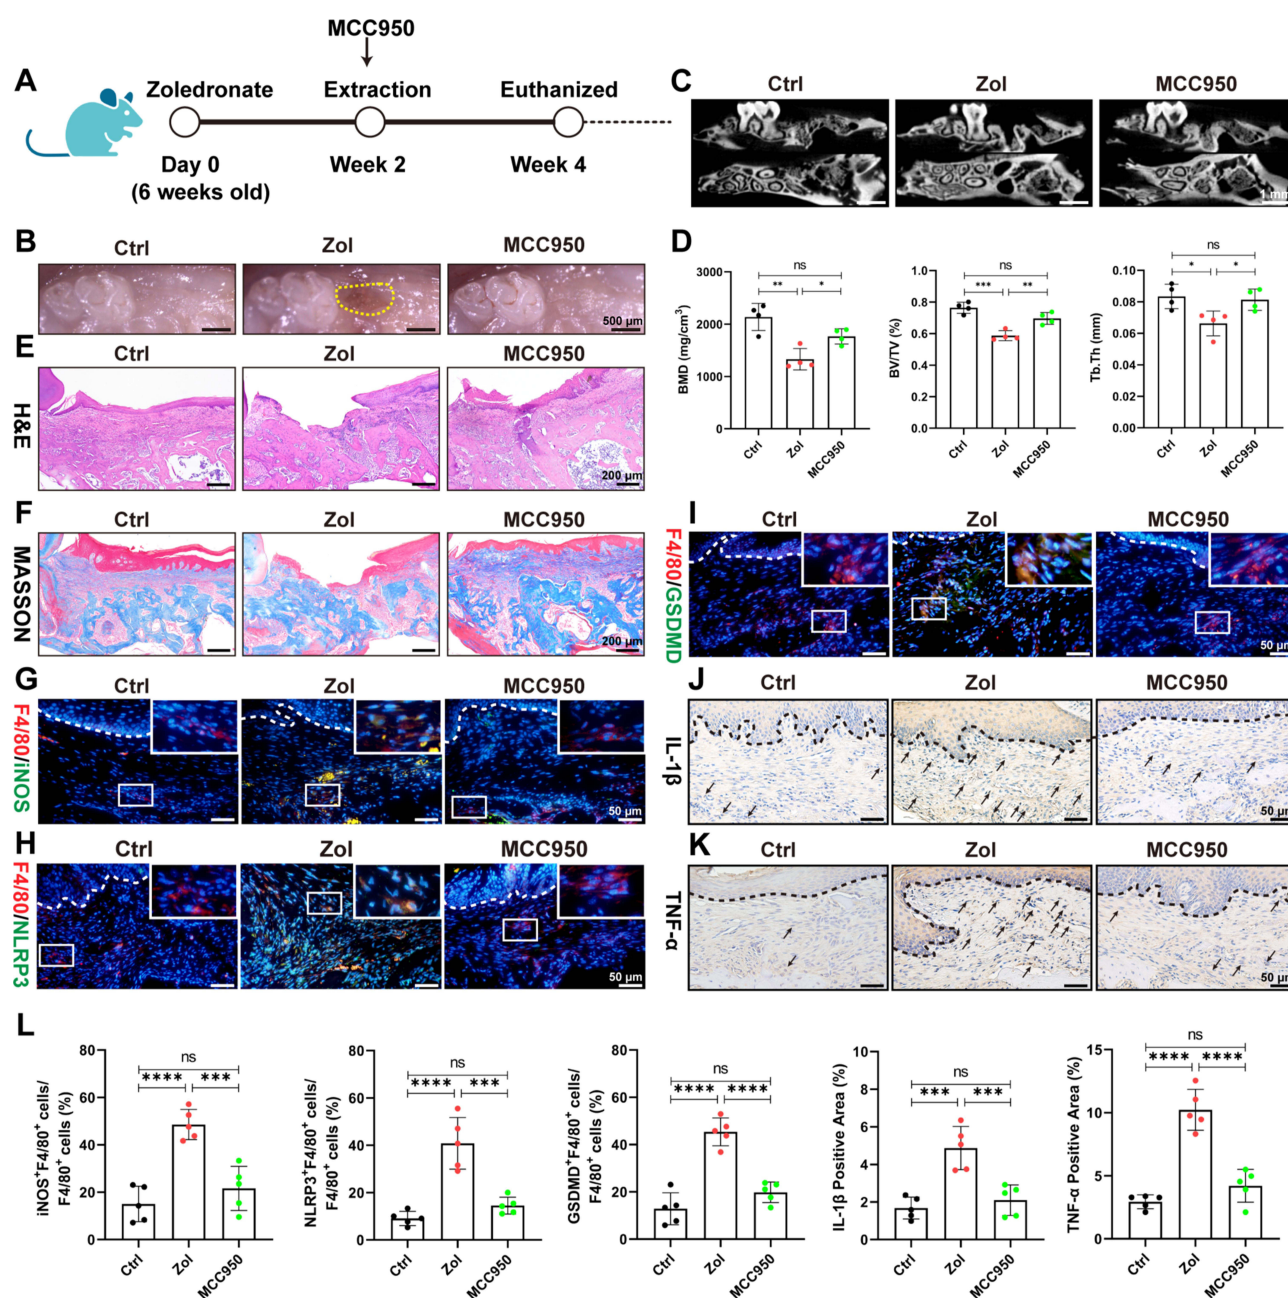 MCC950
A
Zoledronate
Extraction
Euthanized
Day 0
(6 weeks old)
Week 2
Week 4
B
Ctrl
Zol
MCC950
500 μm
C
Ctrl
Zol
MCC950
1 mm
D
BMD (mg/cm³)
3000
2000
1000
0
ns
**
*
Ctrl
Zol
MCC950
BV/TV (%)
1.0
0.8
0.6
0.4
0.2
0.0
ns
***
**
Ctrl
Zol
MCC950
Tb.Th (mm)
0.10
0.08
0.06
0.04
0.02
0.00
ns
*
*
Ctrl
Zol
MCC950
E
H&E
Ctrl
Zol
MCC950
200 μm
F
MASSON
Ctrl
Zol
MCC950
200 μm
G
F4/80/iNOS
Ctrl
Zol
MCC950
50 μm
H
F4/80/NLRP3
Ctrl
Zol
MCC950
50 μm
I
F4/80/GSDMD
Ctrl
Zol
MCC950
50 μm
J
IL-1β
Ctrl
Zol
MCC950
50 μm
K
TNF-α
Ctrl
Zol
MCC950
50 μm
L
iNOS⁺F4/80⁺ cells/
F4/80⁺ cells (%)
80
60
40
20
0
ns
****
***
Ctrl
Zol
MCC950
NLRP3⁺F4/80⁺ cells/
F4/80⁺ cells (%)
80
60
40
20
0
ns
****
***
Ctrl
Zol
MCC950
GSDMD⁺F4/80⁺ cells/
F4/80⁺ cells (%)
80
60
40
20
0
ns
****
****
Ctrl
Zol
MCC950
IL-1β Positive Area (%)
10
8
6
4
2
0
ns
***
***
Ctrl
Zol
MCC950
TNF-α Positive Area (%)
15
10
5
0
ns
****
****
Ctrl
Zol
MCC950